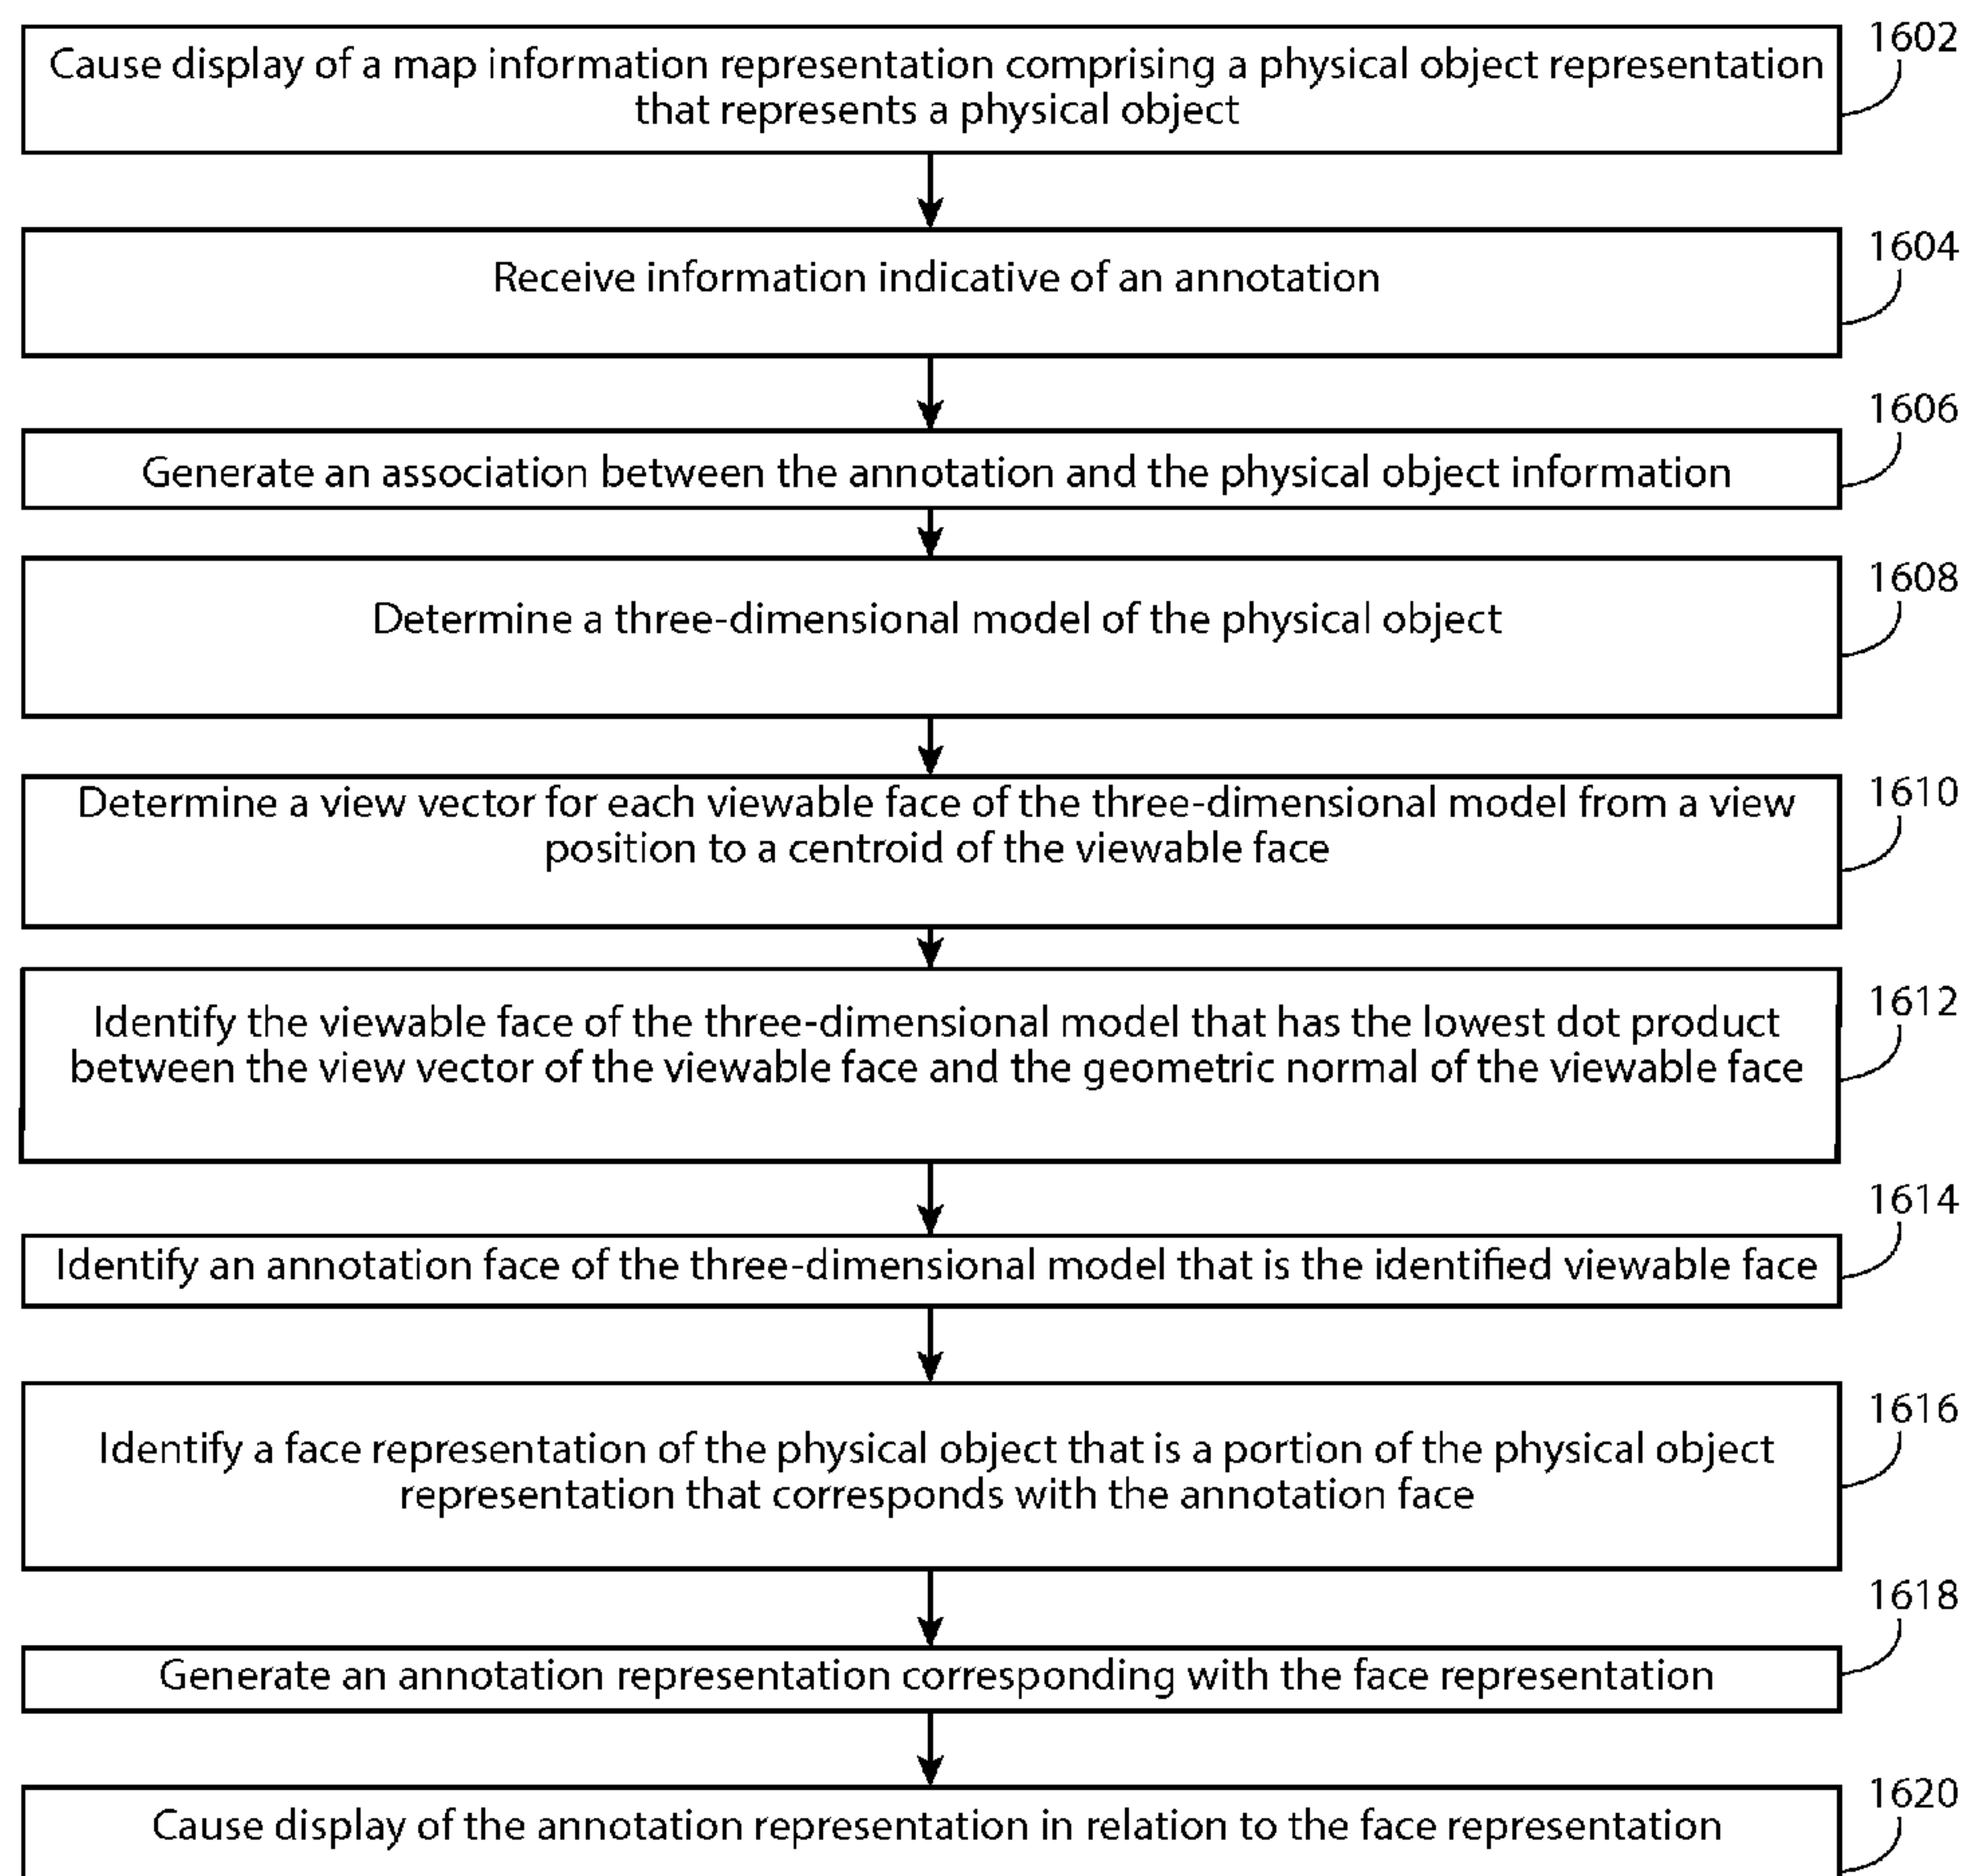 1602
Cause display of a map information representation comprising a physical object representation
that represents a physical object
1604
Receive information indicative of an annotation
1606
Generate an association between the annotation and the physical object information
1608
Determine a three-dimensional model of the physical object
1610
Determine a view vector for each viewable face of the three-dimensional model from a view
position to a centroid of the viewable face
1612
Identify the viewable face of the three-dimensional model that has the lowest dot product
between the view vector of the viewable face and the geometric normal of the viewable face
1614
Identify an annotation face of the three-dimensional model that is the identified viewable face
1616
Identify a face representation of the physical object that is a portion of the physical object
representation that corresponds with the annotation face
1618
Generate an annotation representation corresponding with the face representation
1620
Cause display of the annotation representation in relation to the face representation